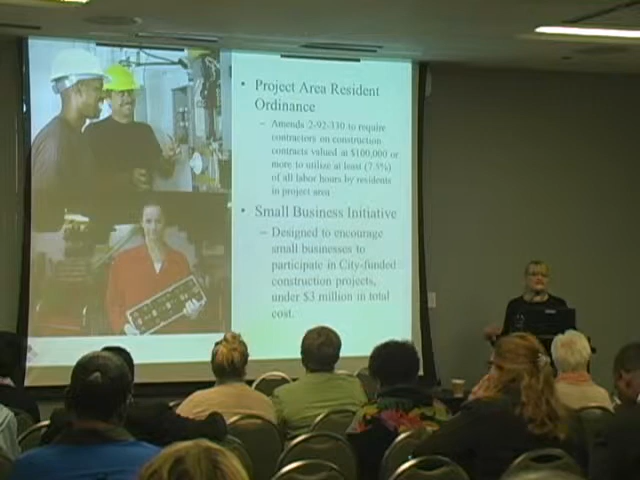 • Project Area Resident
Ordinance
– Amends 2-92-330 to require
contractors on construction
contracts valued at $100,000 or
more to utilize at least (7.5%)
of all labor hours by residents
in project area
• Small Business Initiative
– Designed to encourage
small businesses to
participate in City-funded
construction projects,
under $3 million in total
cost.